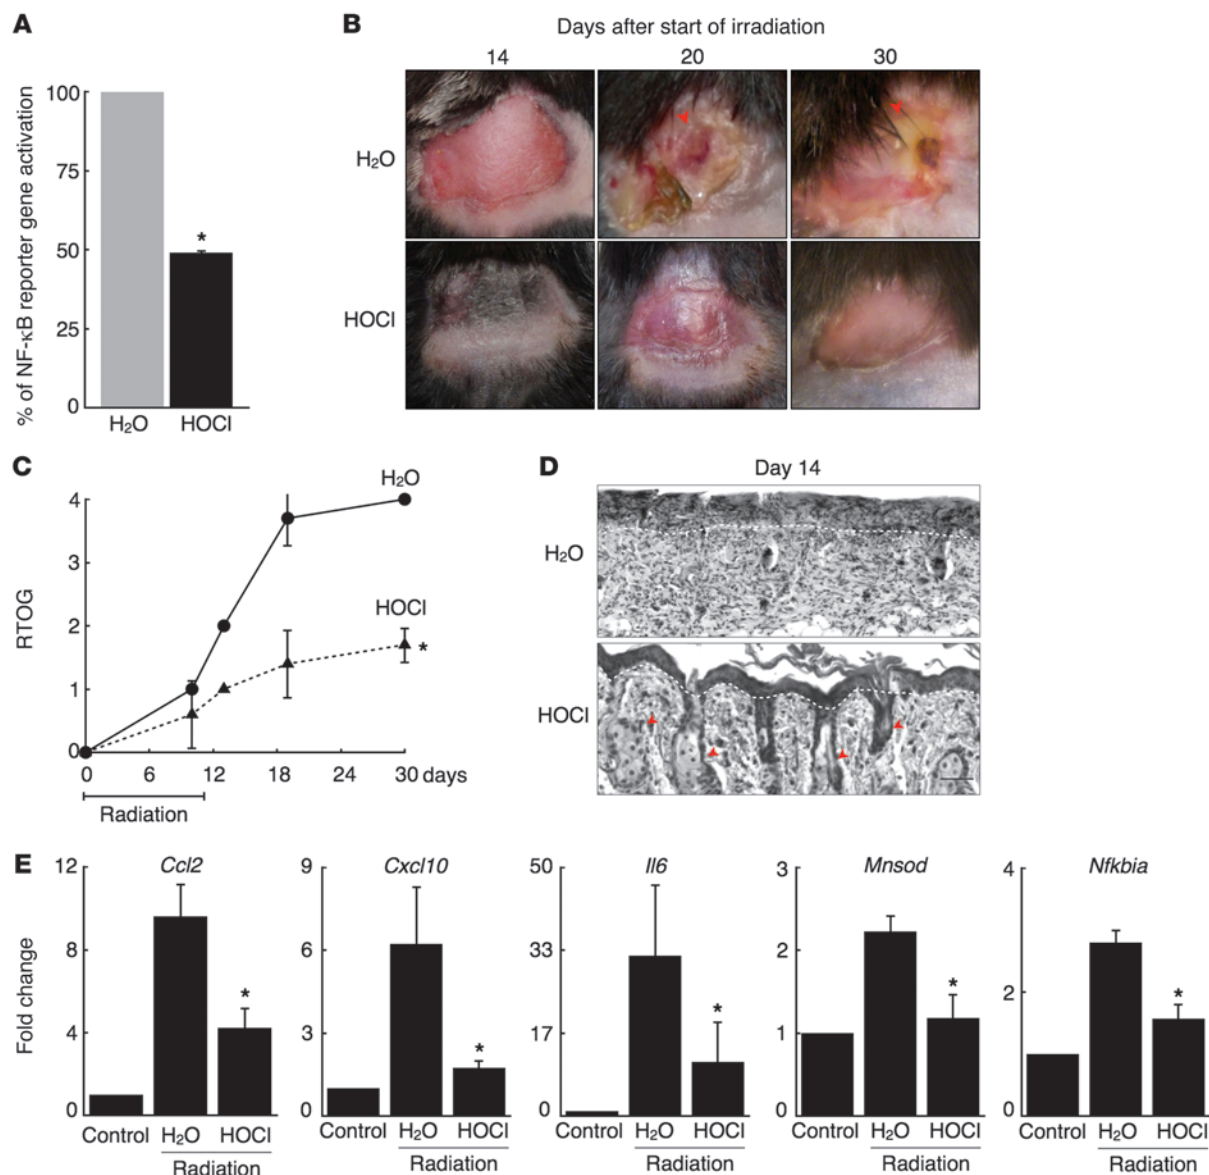 A
% of NF-κB reporter gene activation
100
75
50
25
0
*
H₂O HOCl
B
Days after start of irradiation
14 20 30
H₂O
HOCl
C
RTOG
4
3
2
1
0
H₂O
HOCl
*
0 6 12 18 24 30 days
Radiation
D
Day 14
H₂O
HOCl
E
Fold change
Ccl2
12
8
4
0
*
Control H₂O HOCl
Radiation
Cxcl10
9
6
3
0
*
Control H₂O HOCl
Radiation
Il6
50
33
17
0
*
Control H₂O HOCl
Radiation
Mnsod
3
2
1
0
*
Control H₂O HOCl
Radiation
Nfkbia
4
2
0
*
Control H₂O HOCl
Radiation